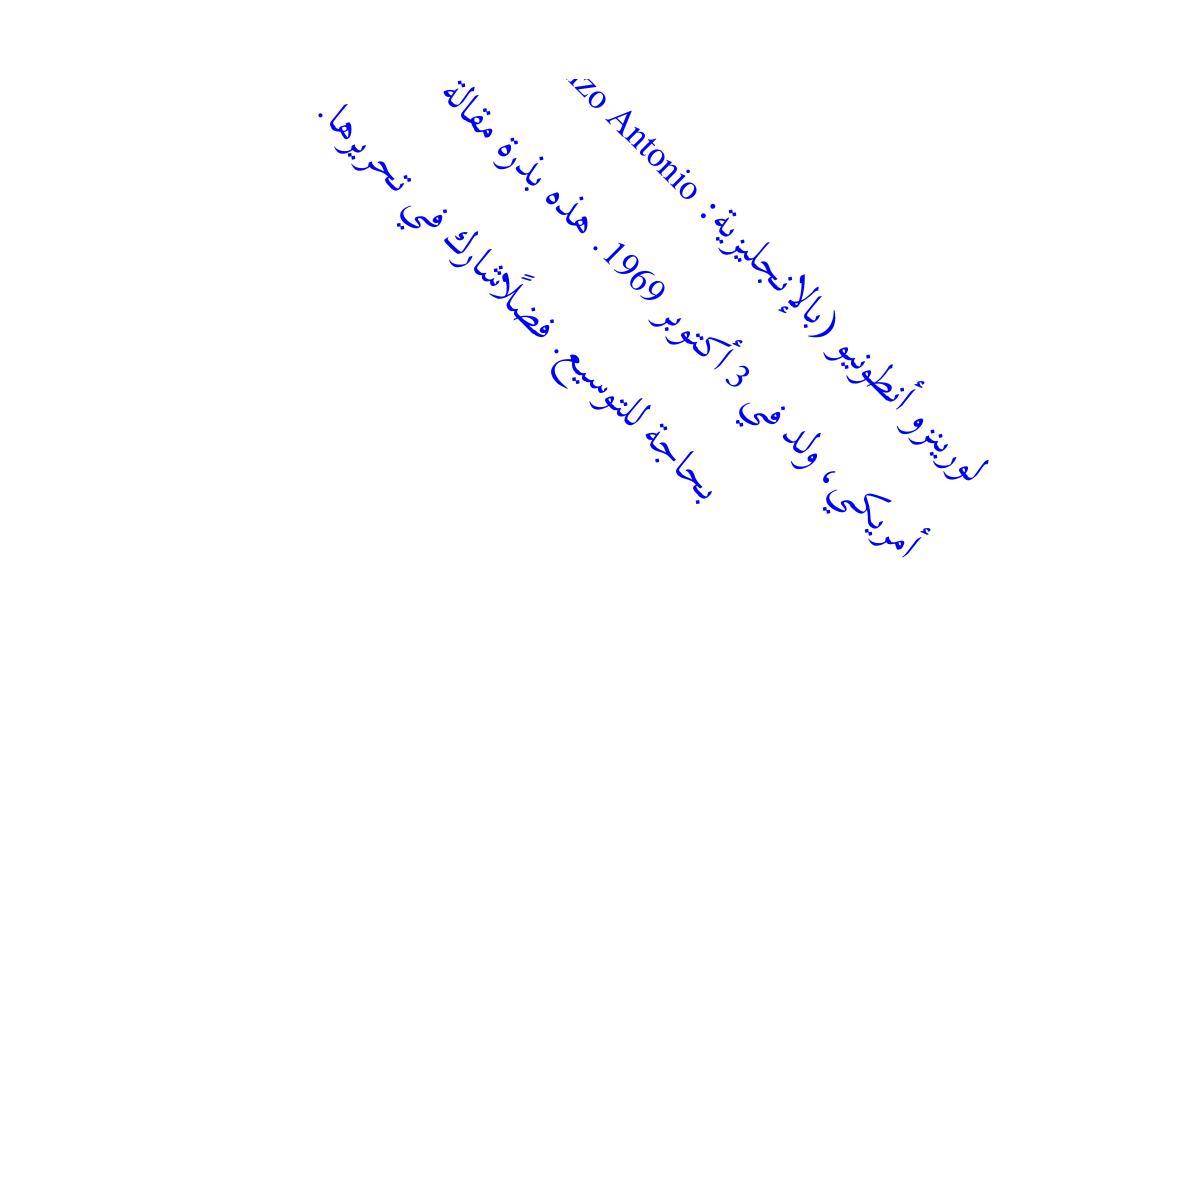 لورينزو أنطونيو (بالإنجليزية: Antonio
أمريكي، ولد في 3 أكتوبر 1969 . هذه بذرة مقالة
بحاجة للتوسيع. فضلًاشارك في تحريرها .